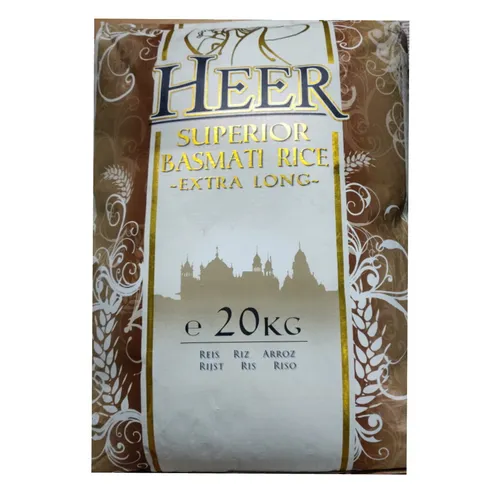 HEER
SUPERIOR
BASMATI RICE
-EXTRA LONG-
℮ 20KG
REIS RIZ ARROZ
RIJST RIS RISO